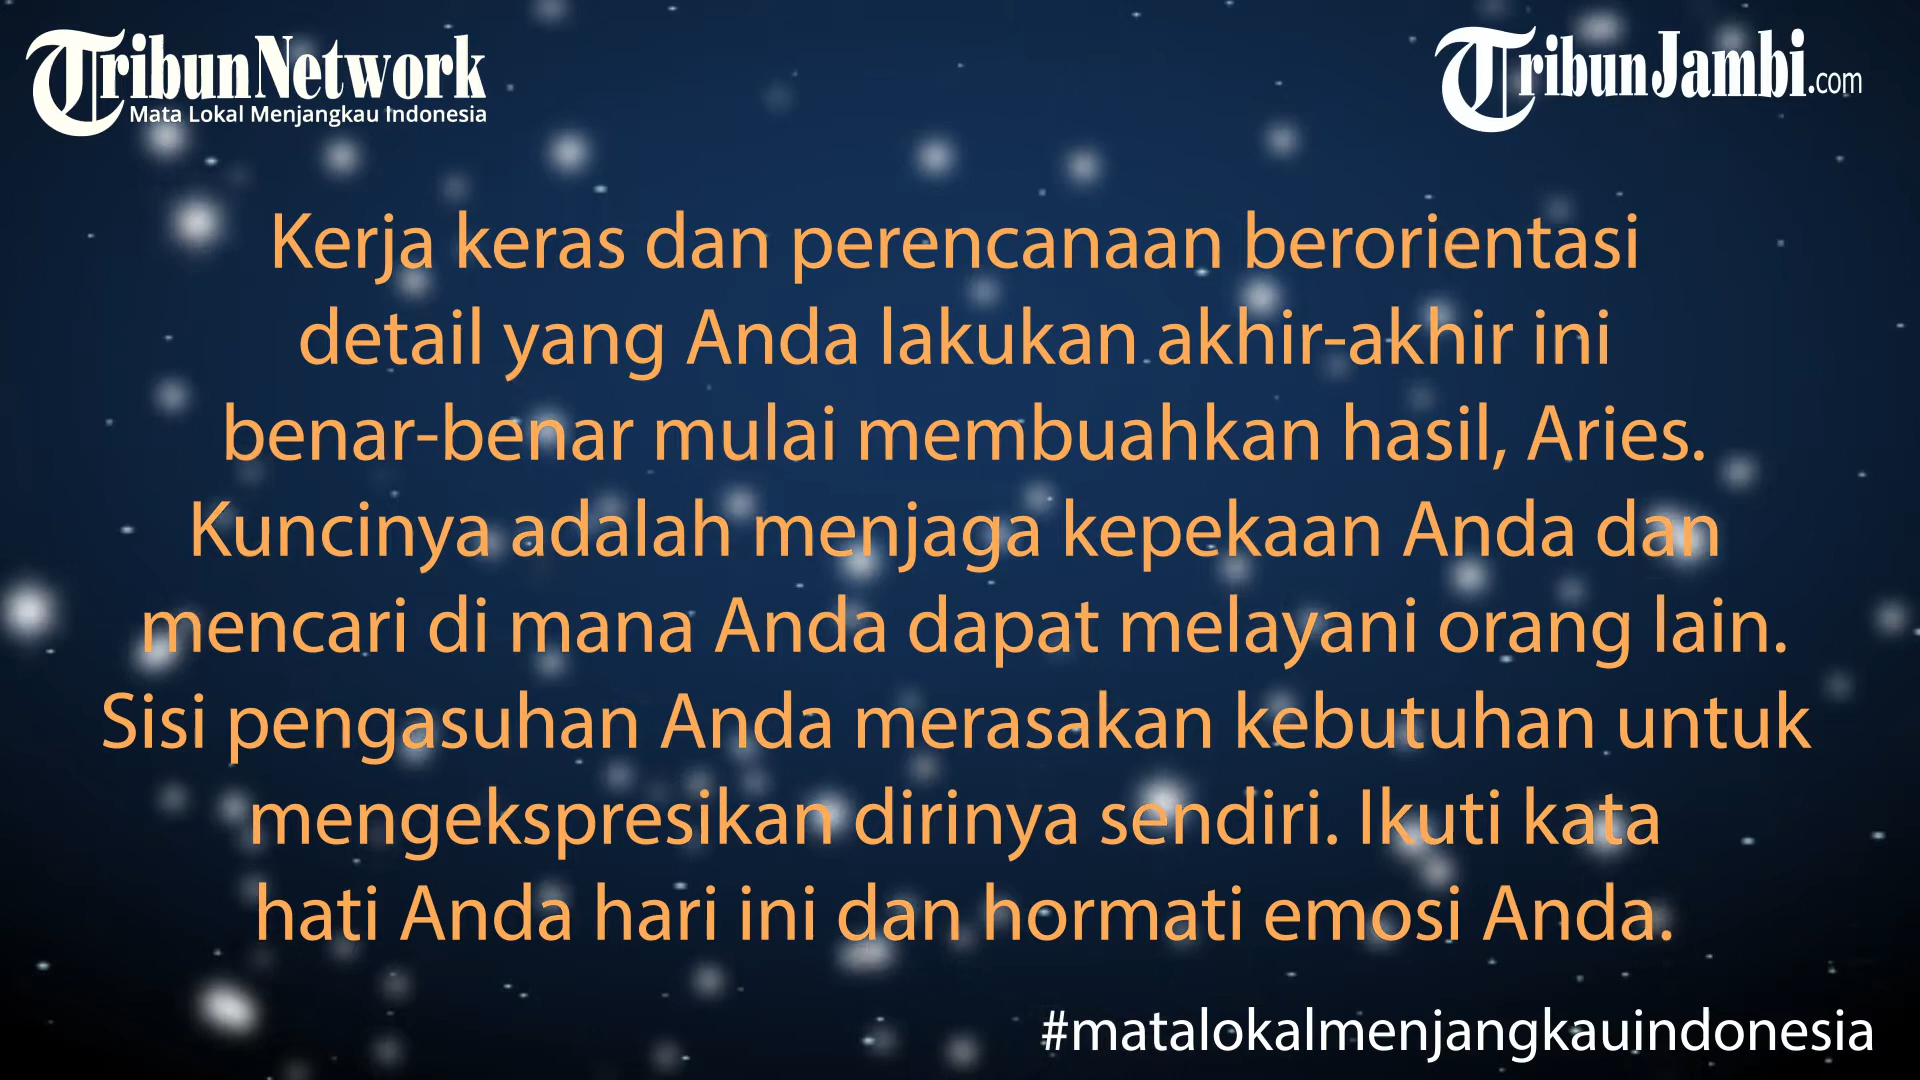 TribunNetwork
Mata Lokal Menjangkau Indonesia
TribunJambi.com
Kerja keras dan perencanaan berorientasi
detail yang Anda lakukan akhir-akhir ini
benar-benar mulai membuahkan hasil, Aries.
Kuncinya adalah menjaga kepekaan Anda dan
mencari di mana Anda dapat melayani orang lain.
Sisi pengasuhan Anda merasakan kebutuhan untuk
mengekspresikan dirinya sendiri. Ikuti kata
hati Anda hari ini dan hormati emosi Anda.
#matalokalmenjangkauindonesia